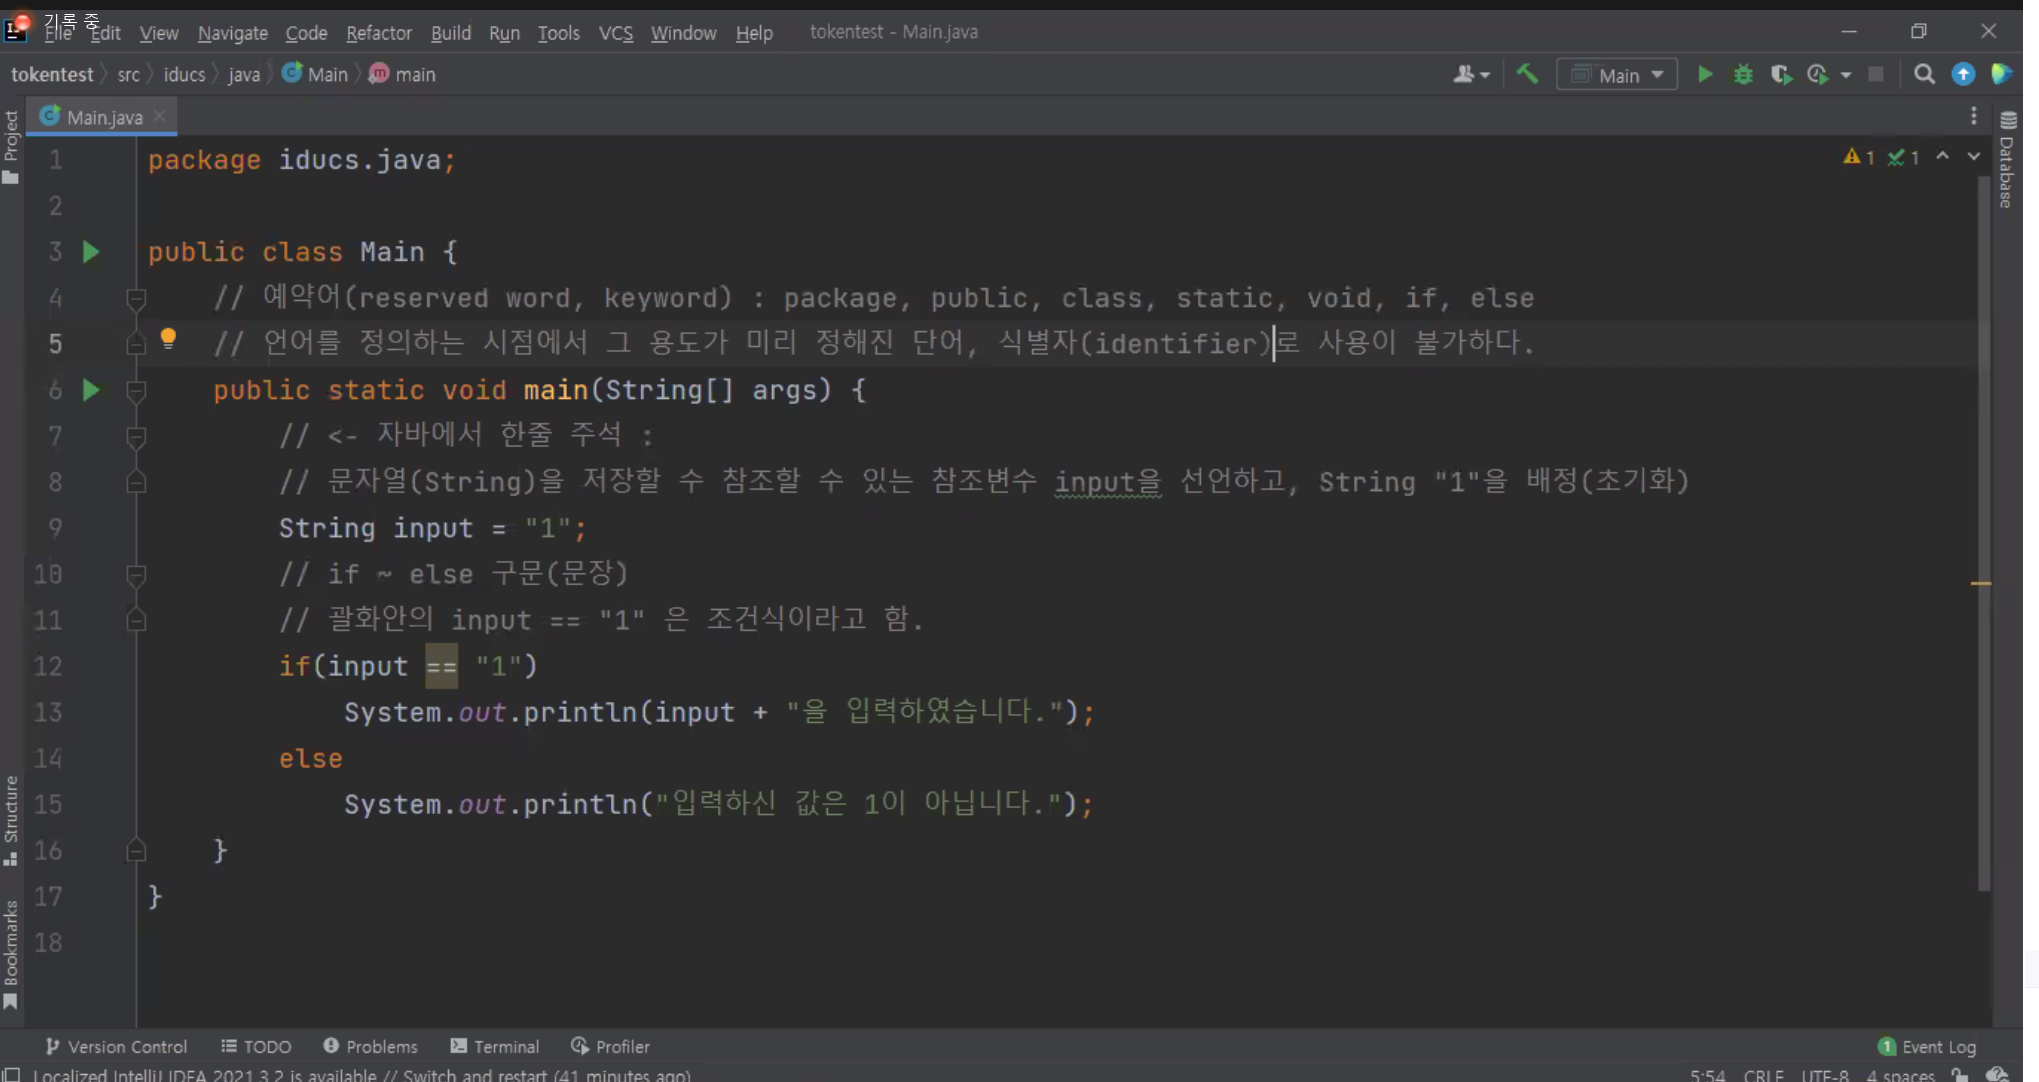 기록 중
File Edit View Navigate Code Refactor Build Run Tools VCS Window Help tokentest - Main.java
tokentest src iducs java Main main
Main
Main.java
Project
Database
Structure
Bookmarks
1 package iducs.java;
1 1
2
3 public class Main {
4 // 예약어(reserved word, keyword) : package, public, class, static, void, if, else
5 // 언어를 정의하는 시점에서 그 용도가 미리 정해진 단어, 식별자(identifier)로 사용이 불가하다.
6 public static void main(String[] args) {
7 // <- 자바에서 한줄 주석 :
8 // 문자열(String)을 저장할 수 참조할 수 있는 참조변수 input을 선언하고, String "1"을 배정(초기화)
9 String input = "1";
10 // if ~ else 구문(문장)
11 // 괄화안의 input == "1" 은 조건식이라고 함.
12 if(input == "1")
13 System.out.println(input + "을 입력하였습니다.");
14 else
15 System.out.println("입력하신 값은 1이 아닙니다.");
16 }
17 }
18
Version Control TODO Problems Terminal Profiler 1 Event Log
Localized IntelliJ IDEA 2021.3.2 is available // Switch and restart (41 minutes ago) 5:54 CRLF UTF-8 4 spaces